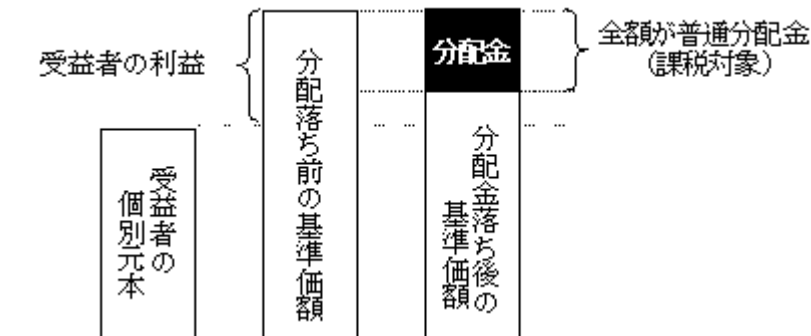 受益者の利益
受益者の
個別元本
分配落ち前の基準価額
分配金
分配金落ち後の
基準価額
全額が普通分配金
(課税対象)